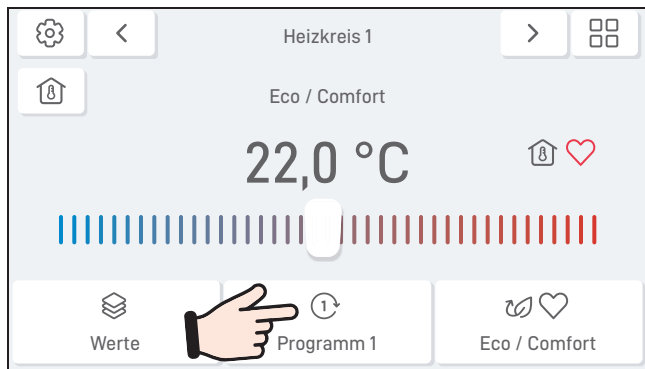 Heizkreis 1
Eco / Comfort
22,0 °C
1
Werte
Programm 1
Eco / Comfort